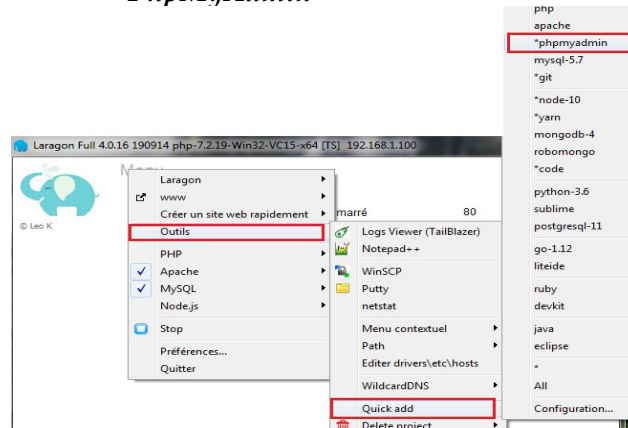 Laragon Full 4.0.16 190914 php-7.2.19-Win32-VC15-x64 [TS] 192.168.1.100
© Leo K
Laragon
www
Créer un site web rapidement
Outils
PHP
Apache
MySQL
Node.js
Stop
Préférences...
Quitter
marré 80
Logs Viewer (TailBlazer)
Notepad++
WinSCP
Putty
netstat
Menu contextuel
Path
Editer drivers\etc\hosts
WildcardDNS
Quick add
Delete project
php
apache
*phpmyadmin
mysql-5.7
*git
*node-10
*yarn
mongodb-4
robomongo
*code
python-3.6
sublime
postgresql-11
go-1.12
liteide
ruby
devkit
java
eclipse
*
All
Configuration...